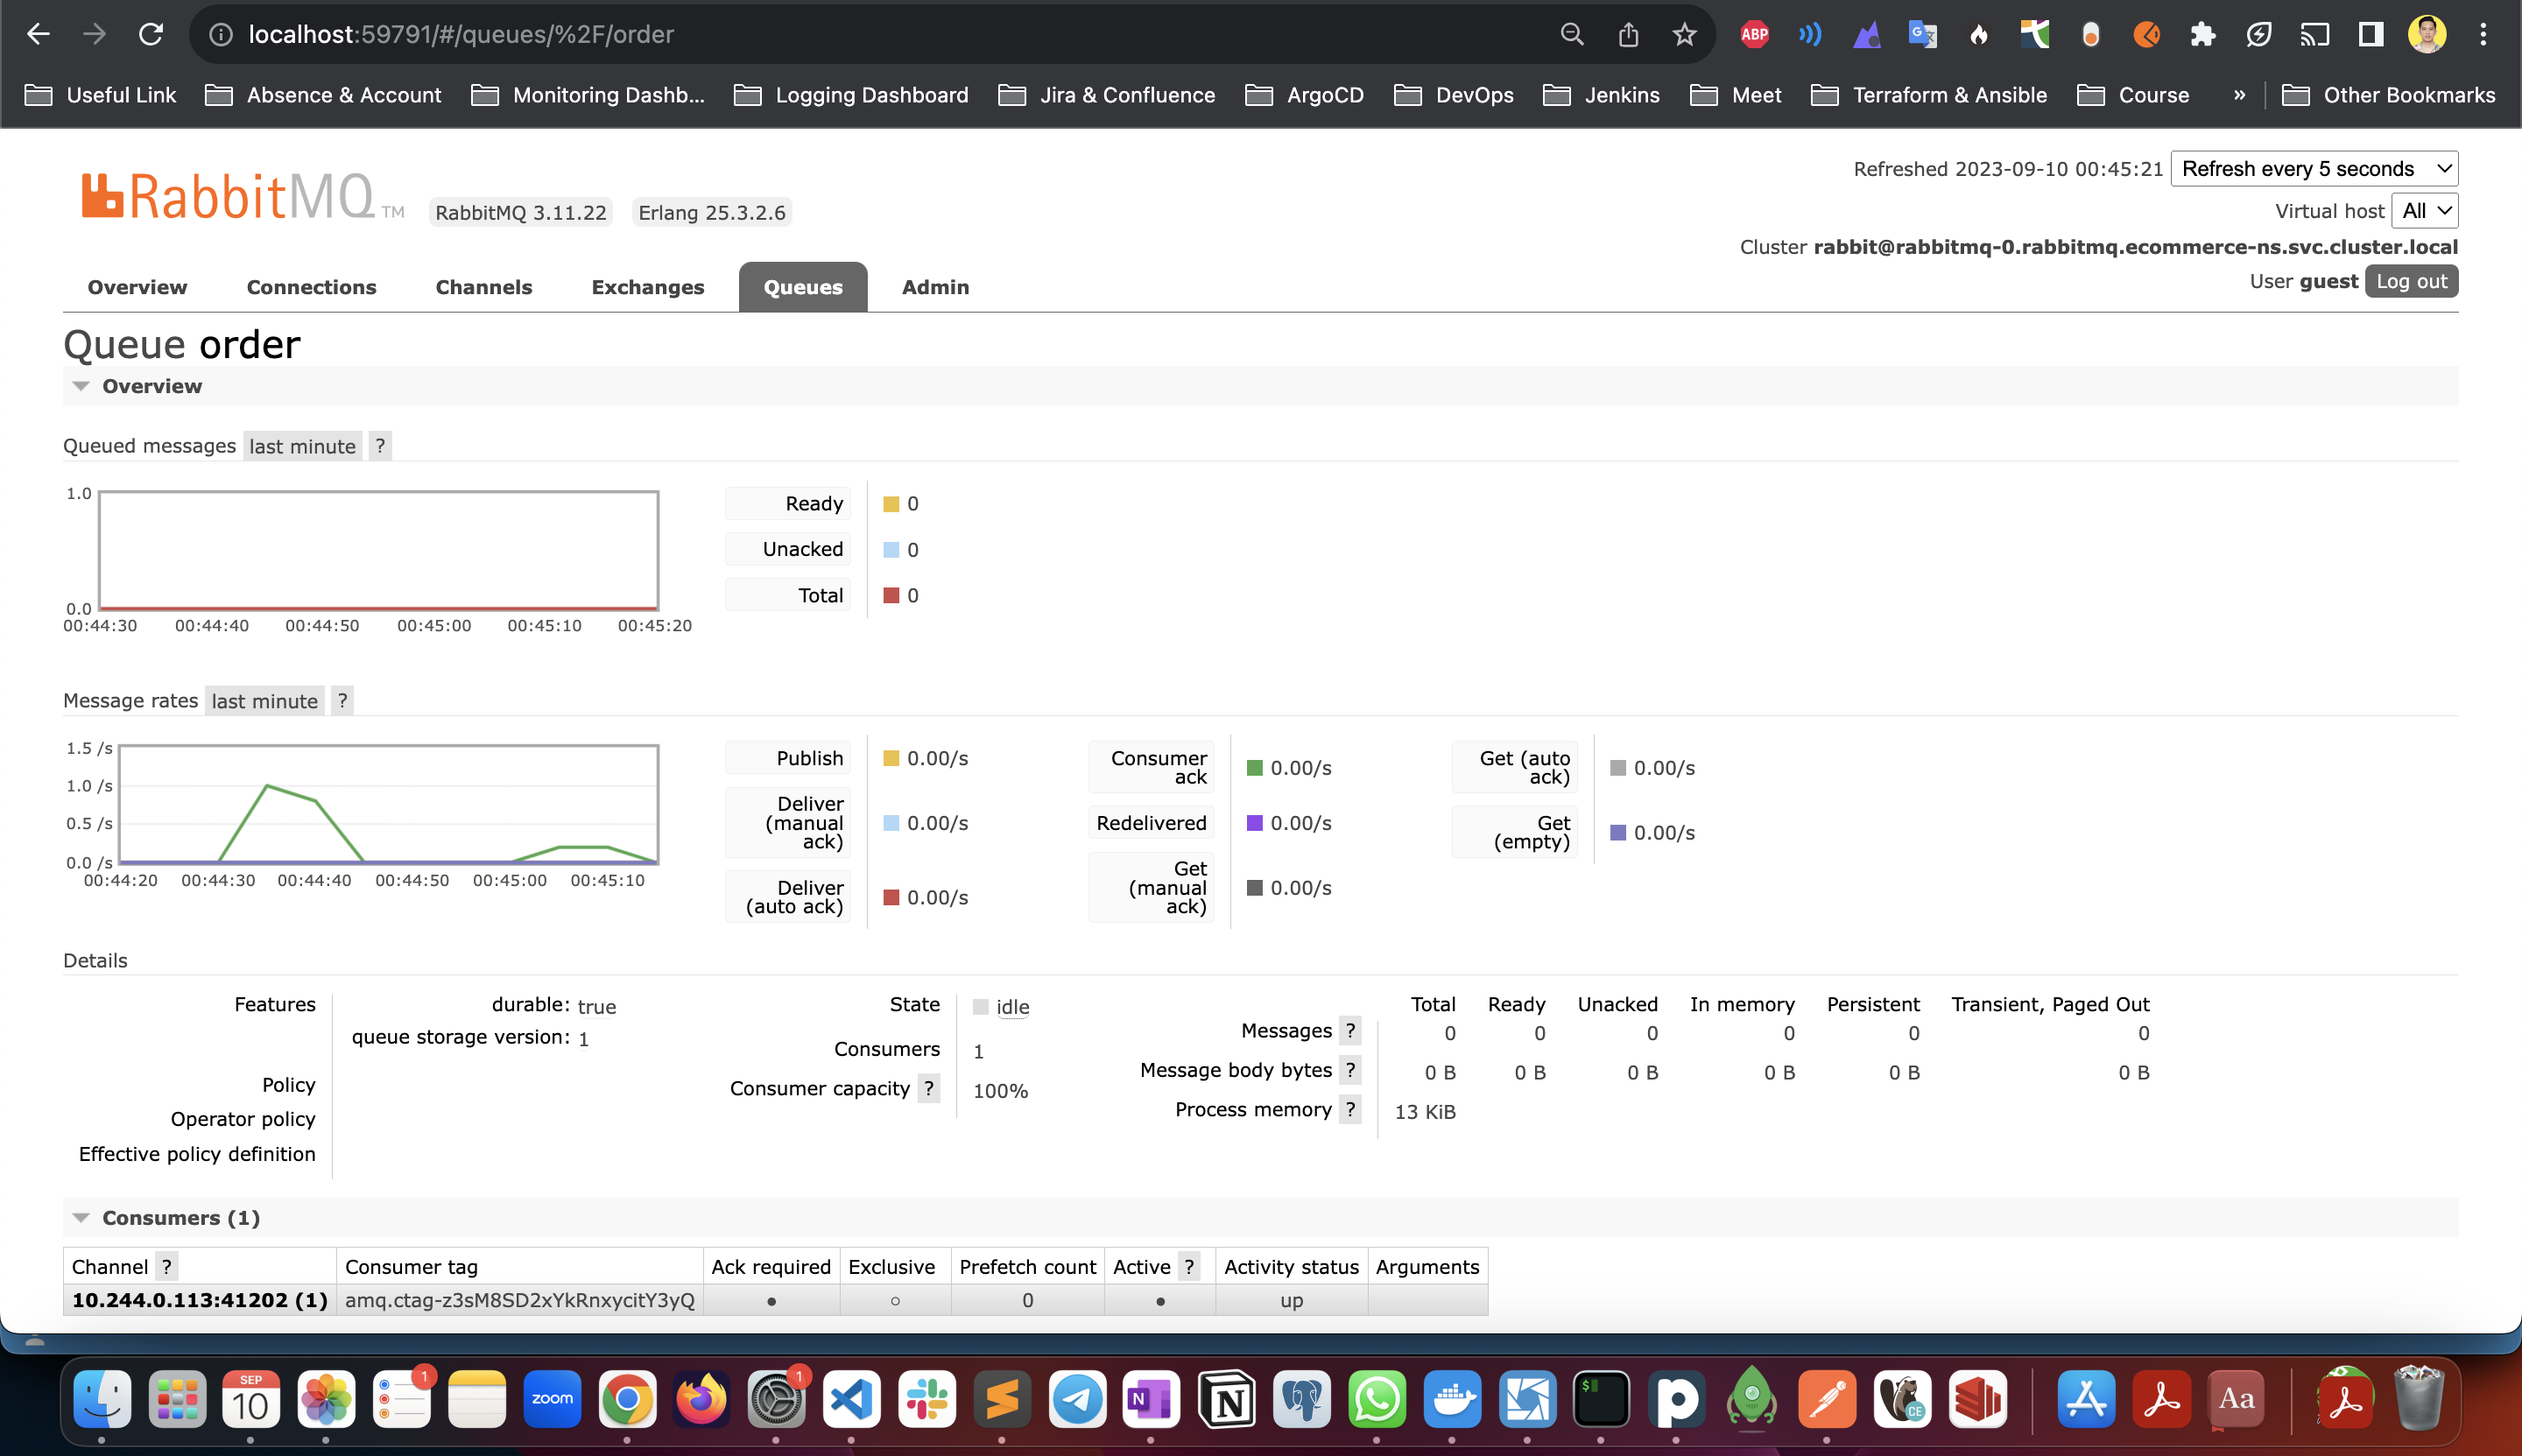 localhost:59791/#/queues/%2F/order
ABP
Useful Link
Absence & Account
Monitoring Dashb...
Logging Dashboard
Jira & Confluence
ArgoCD
DevOps
Jenkins
Meet
Terraform & Ansible
Course
»
Other Bookmarks
Refreshed 2023-09-10 00:45:21 Refresh every 5 seconds
RabbitMQ TM RabbitMQ 3.11.22 Erlang 25.3.2.6
Virtual host All
Cluster rabbit@rabbitmq-0.rabbitmq.ecommerce-ns.svc.cluster.local
User guest Log out
Overview Connections Channels Exchanges Queues Admin
Queue order
Overview
Queued messages last minute ?
1.0
0.0
00:44:30 00:44:40 00:44:50 00:45:00 00:45:10 00:45:20
Ready 0
Unacked 0
Total 0
Message rates last minute ?
1.5 /s
1.0 /s
0.5 /s
0.0 /s
00:44:20 00:44:30 00:44:40 00:44:50 00:45:00 00:45:10
Publish 0.00/s
Deliver
(manual
ack)
0.00/s
Deliver
(auto ack)
0.00/s
Consumer
ack
0.00/s
Redelivered 0.00/s
Get
(manual
ack)
0.00/s
Get (auto
ack)
0.00/s
Get
(empty)
0.00/s
Details
Features durable: true
queue storage version: 1
Policy
Operator policy
Effective policy definition
State idle
Consumers 1
Consumer capacity ? 100%
Total Ready Unacked In memory Persistent Transient, Paged Out
Messages ? 0 0 0 0 0 0
Message body bytes ? 0 B 0 B 0 B 0 B 0 B 0 B
Process memory ? 13 KiB
Consumers (1)
Channel ? Consumer tag Ack required Exclusive Prefetch count Active ? Activity status Arguments
10.244.0.113:41202 (1) amq.ctag-z3sM8SD2xYkRnxycitY3yQ ● ○ 0 ● up
SEP
10
1
zoom
1
N
N
$
p
CE
Aa